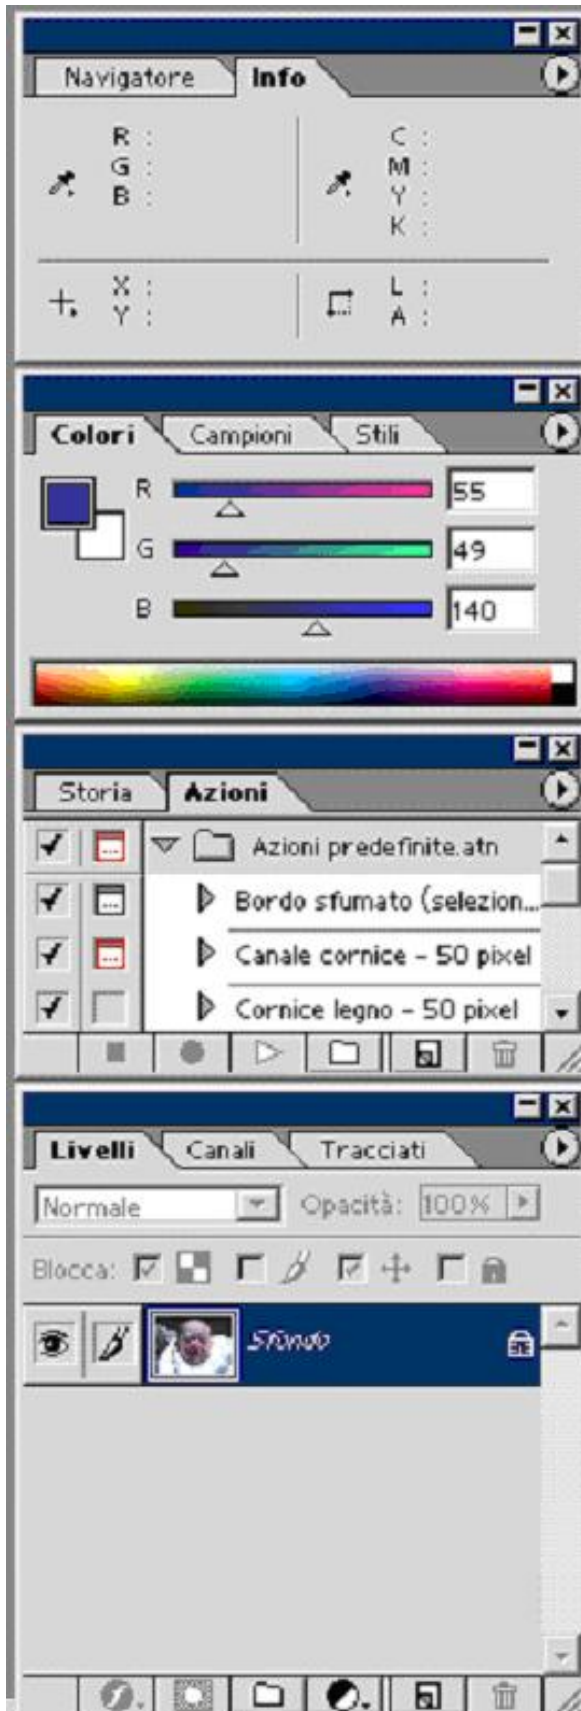 Navigatore Info
R : C :
G : M :
B : Y :
K :
X : L :
Y : A :
Colori Campioni Stili
R 55
G 49
B 140
Storia Azioni
Azioni predefinite.atn
Bordo sfumato (selezion...
Canale cornice - 50 pixel
Cornice legno - 50 pixel
Livelli Canali Tracciati
Normale Opacità: 100%
Blocca:
Sfondo